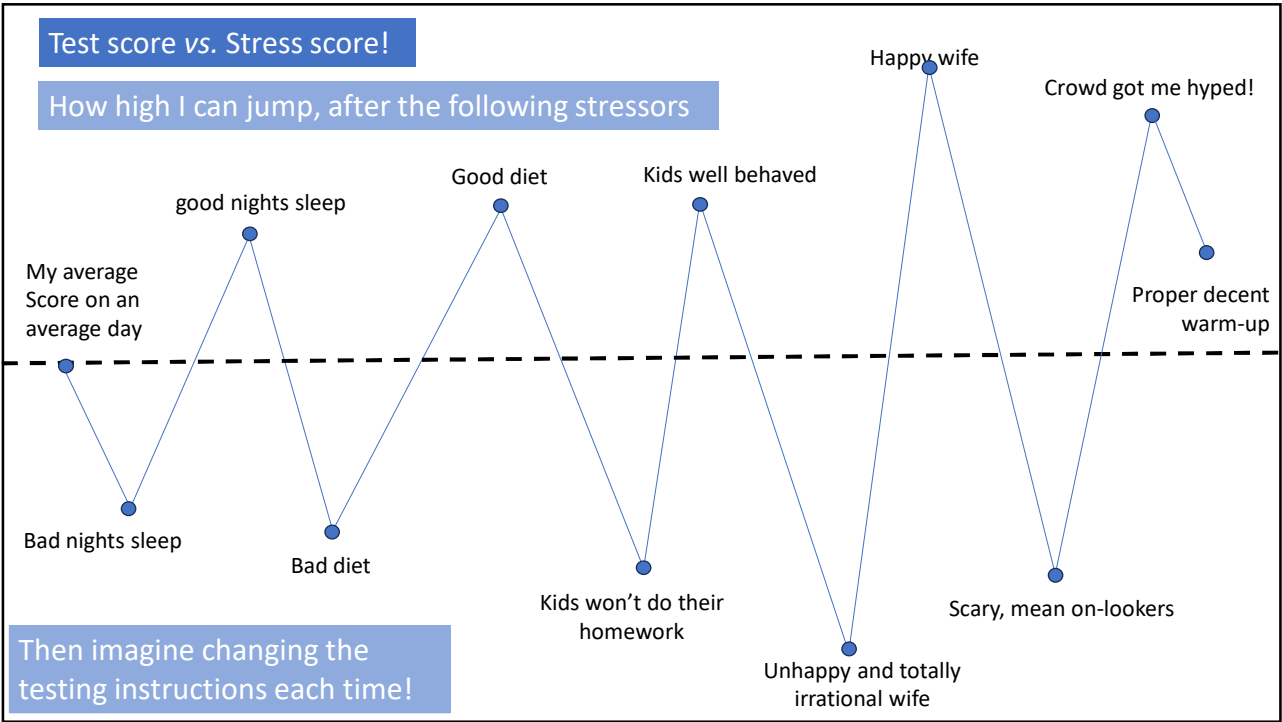 Test score vs. Stress score!
How high I can jump, after the following stressors
Happy wife
Crowd got me hyped!
Good diet
Kids well behaved
good nights sleep
My average
Score on an
average day
Proper decent
warm-up
Bad nights sleep
Bad diet
Kids won’t do their
homework
Scary, mean on-lookers
Unhappy and totally
irrational wife
Then imagine changing the
testing instructions each time!